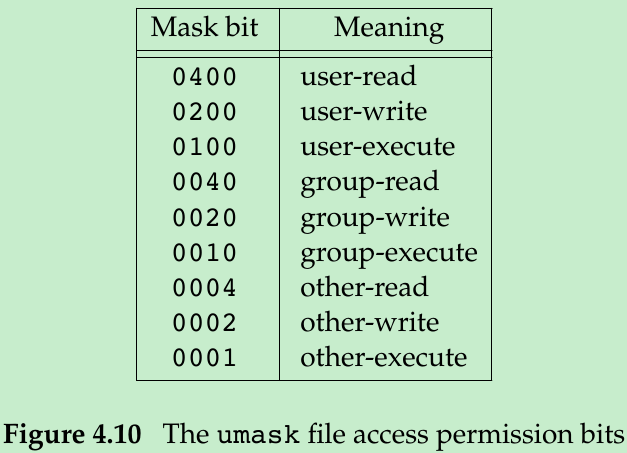 Mask bit Meaning
0400 user-read
0200 user-write
0100 user-execute
0040 group-read
0020 group-write
0010 group-execute
0004 other-read
0002 other-write
0001 other-execute
Figure 4.10 The umask file access permission bits